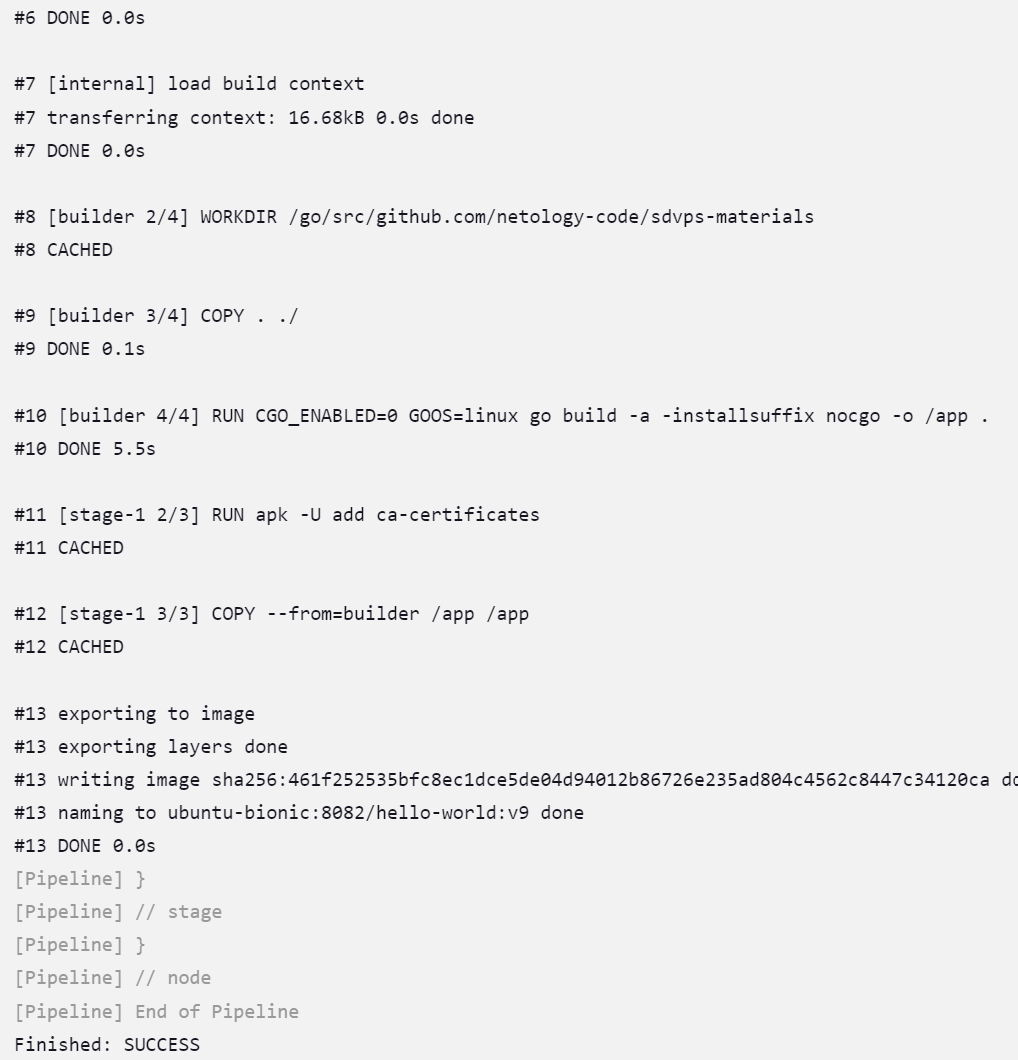 #6 DONE 0.0s
#7 [internal] load build context
#7 transferring context: 16.68kB 0.0s done
#7 DONE 0.0s
#8 [builder 2/4] WORKDIR /go/src/github.com/netology-code/sdvps-materials
#8 CACHED
#9 [builder 3/4] COPY . ./
#9 DONE 0.1s
#10 [builder 4/4] RUN CGO_ENABLED=0 GOOS=linux go build -a -installsuffix nocgo -o /app .
#10 DONE 5.5s
#11 [stage-1 2/3] RUN apk -U add ca-certificates
#11 CACHED
#12 [stage-1 3/3] COPY --from=builder /app /app
#12 CACHED
#13 exporting to image
#13 exporting layers done
#13 writing image sha256:461f252535bfc8ec1dce5de04d94012b86726e235ad804c4562c8447c34120ca
#13 naming to ubuntu-bionic:8082/hello-world:v9 done
#13 DONE 0.0s
[Pipeline] }
[Pipeline] // stage
[Pipeline] }
[Pipeline] // node
[Pipeline] End of Pipeline
Finished: SUCCESS